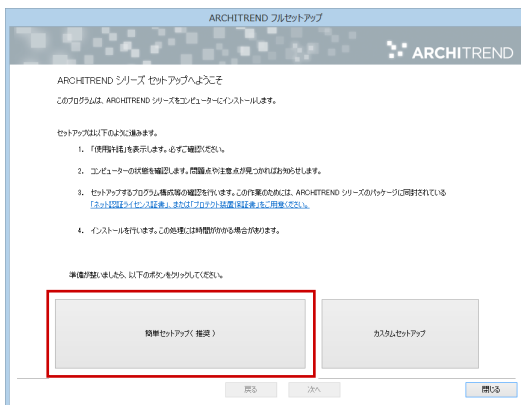 ARCHITREND フルセットアップ
ARCHITREND
ARCHITREND シリーズ セットアップへようこそ
このプログラムは、ARCHITREND シリーズをコンピューターにインストールします。
セットアップは以下のように進みます。
1. 「使用許諾」を表示します。必ずご確認ください。
2. コンピューターの状態を確認します。問題点や注意点が見つかればお知らせします。
3. セットアップするプログラム構成等の確認を行います。この作業のためには、ARCHITREND シリーズのパッケージに同封されている
「ネット認証ライセンス証書」、または「プロテクト装置保証書」をご用意ください。
4. インストールを行います。この処理には時間がかかる場合があります。
準備が整いましたら、以下のボタンをクリックしてください。
簡単セットアップ( 推奨 )
カスタムセットアップ
戻る
次へ
閉じる